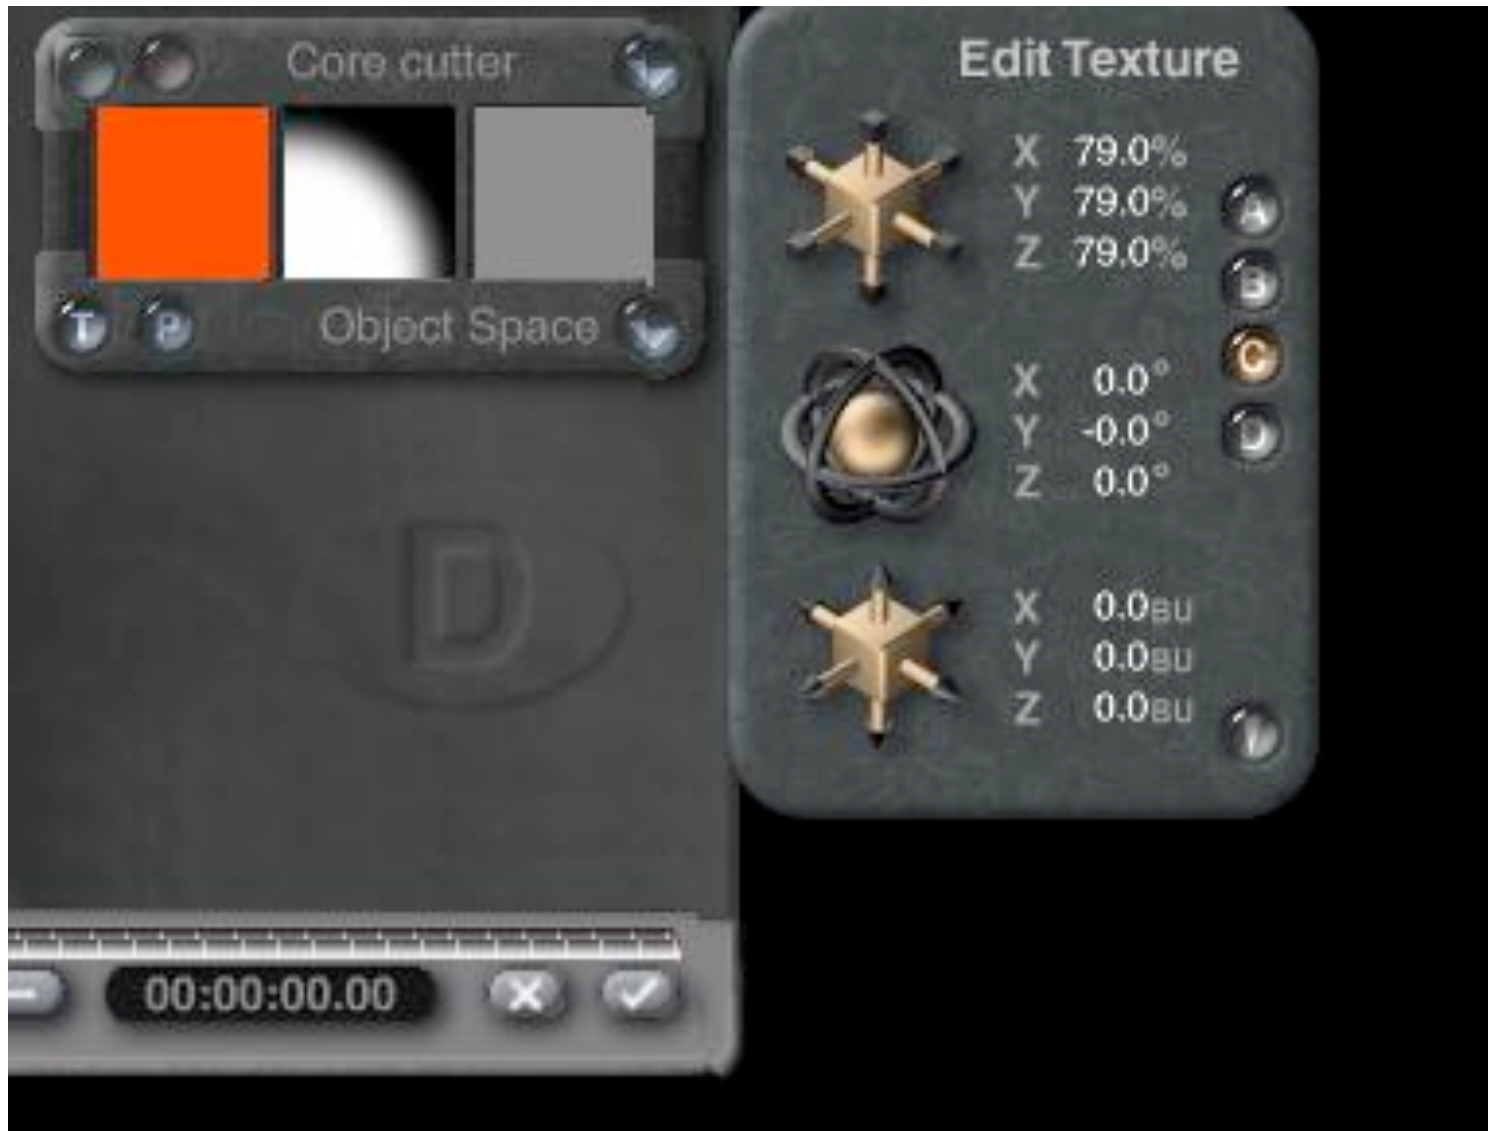 Core cutter
T P Object Space
D
00:00:00.00
Edit Texture
X 79.0%
Y 79.0%
Z 79.0%
A
B
C
D
X 0.0°
Y -0.0°
Z 0.0°
X 0.0BU
Y 0.0BU
Z 0.0BU